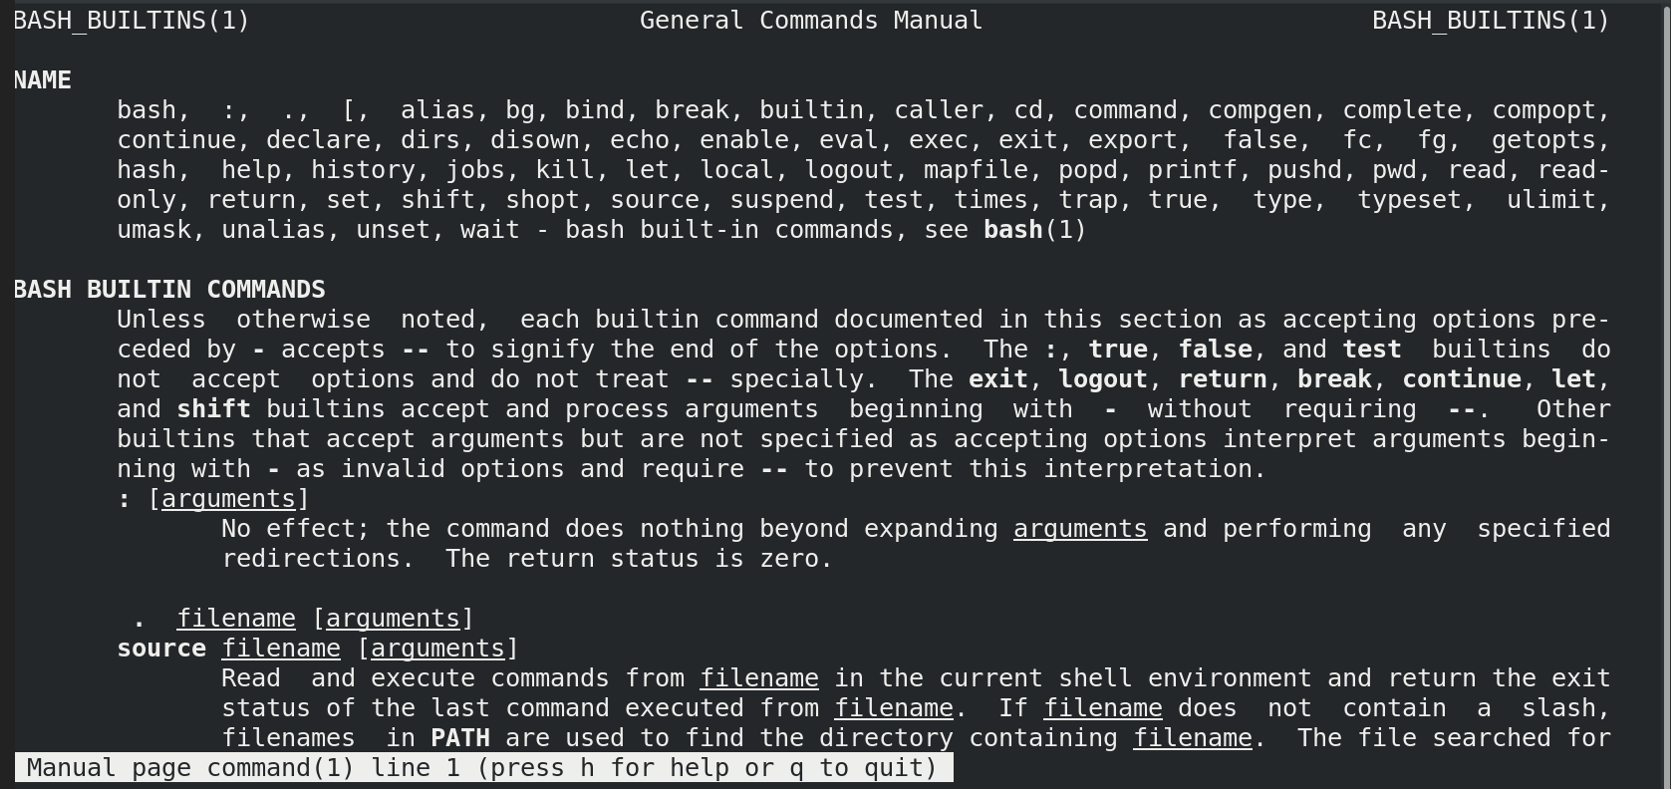 BASH_BUILTINS(1) General Commands Manual BASH_BUILTINS(1)
NAME
bash, :, ., [, alias, bg, bind, break, builtin, caller, cd, command, compgen, complete, compopt,
continue, declare, dirs, disown, echo, enable, eval, exec, exit, export, false, fc, fg, getopts,
hash, help, history, jobs, kill, let, local, logout, mapfile, popd, printf, pushd, pwd, read, read-
only, return, set, shift, shopt, source, suspend, test, times, trap, true, type, typeset, ulimit,
umask, unalias, unset, wait - bash built-in commands, see bash(1)
BASH BUILTIN COMMANDS
Unless otherwise noted, each builtin command documented in this section as accepting options pre-
ceded by - accepts -- to signify the end of the options. The :, true, false, and test builtins do
not accept options and do not treat -- specially. The exit, logout, return, break, continue, let,
and shift builtins accept and process arguments beginning with - without requiring --. Other
builtins that accept arguments but are not specified as accepting options interpret arguments begin-
ning with - as invalid options and require -- to prevent this interpretation.
: [arguments]
No effect; the command does nothing beyond expanding arguments and performing any specified
redirections. The return status is zero.
. filename [arguments]
source filename [arguments]
Read and execute commands from filename in the current shell environment and return the exit
status of the last command executed from filename. If filename does not contain a slash,
filenames in PATH are used to find the directory containing filename. The file searched for
Manual page command(1) line 1 (press h for help or q to quit)